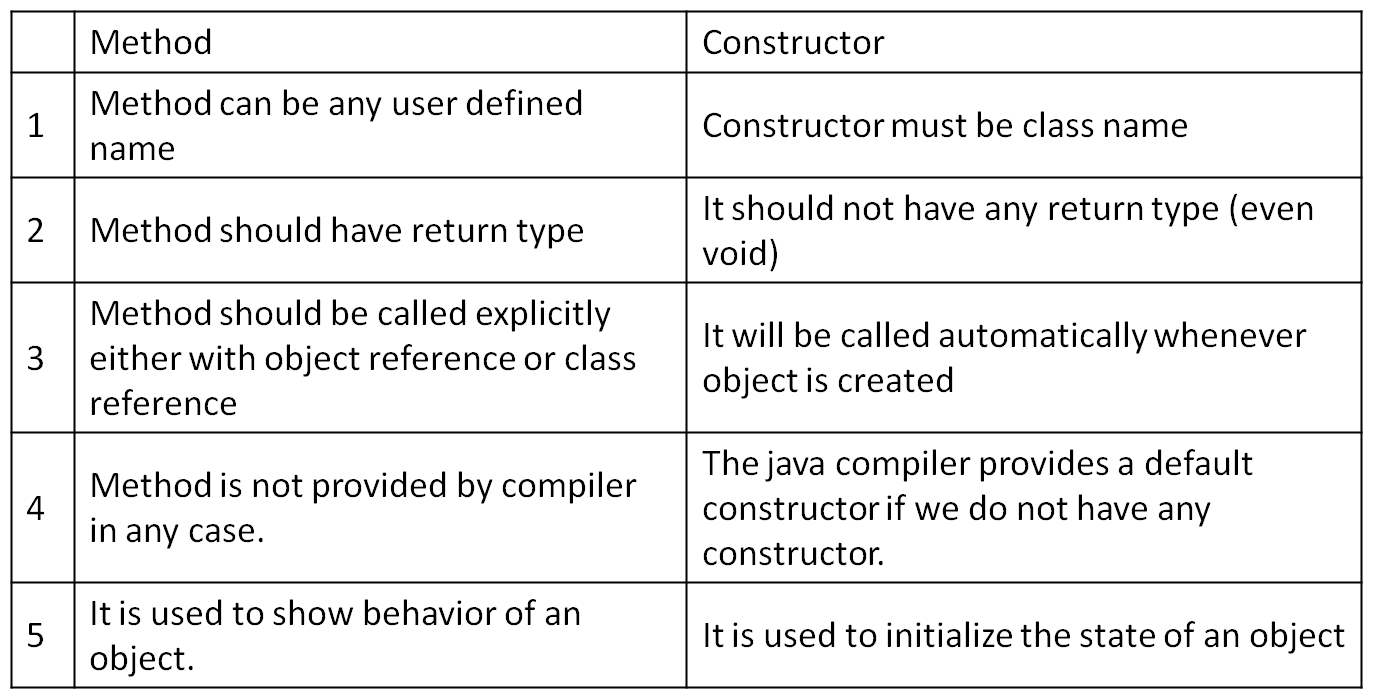 Method
Constructor
1
Method can be any user defined
name
Constructor must be class name
2
Method should have return type
It should not have any return type (even
void)
3
Method should be called explicitly
either with object reference or class
reference
It will be called automatically whenever
object is created
4
Method is not provided by compiler
in any case.
The java compiler provides a default
constructor if we do not have any
constructor.
5
It is used to show behavior of an
object.
It is used to initialize the state of an object